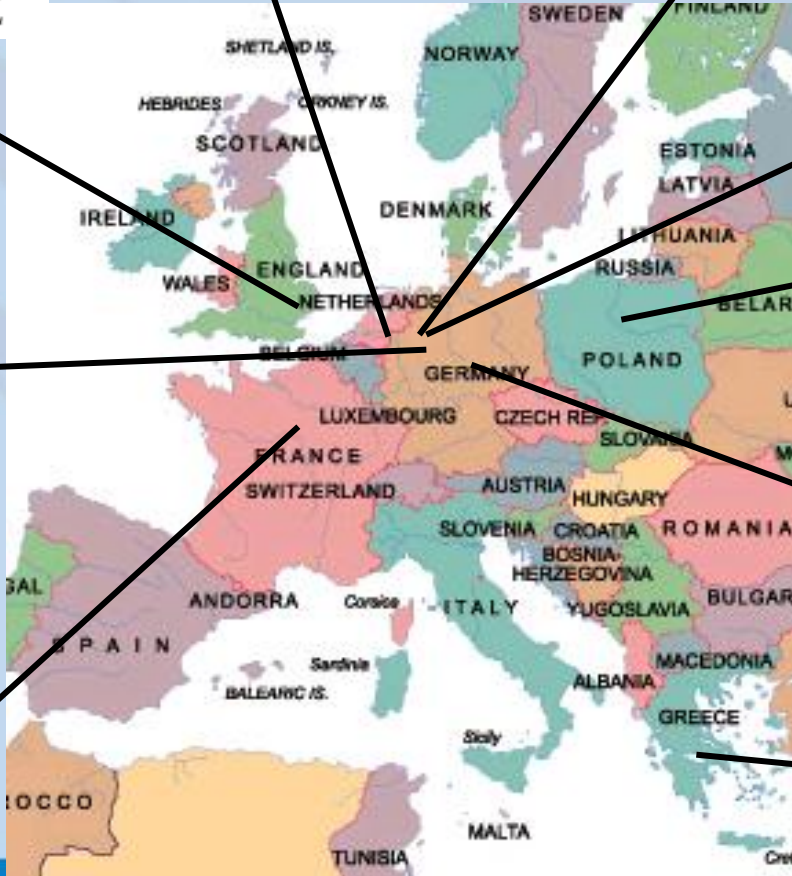 FINLAND
SWEDEN
SHETLAND IS.
NORWAY
HEBRIDES
ORKNEY IS.
SCOTLAND
ESTONIA
LATVIA
DENMARK
IRELAND
LITHUANIA
RUSSIA
ENGLAND
WALES
NETHERLANDS
BELAR
BELGIUM
POLAND
GERMANY
LUXEMBOURG
CZECH REP.
SLOVAKIA
U
FRANCE
M
SWITZERLAND
AUSTRIA
HUNGARY
SLOVENIA
CROATIA
ROMANIA
BOSNIA-
HERZEGOVINA
GAL
ANDORRA
Corsica
ITALY
YUGOSLAVIA
BULGAR
SPAIN
Sardinia
MACEDONIA
BALEARIC IS.
ALBANIA
GREECE
Sicily
ROCCO
MALTA
TUNISIA
Cret